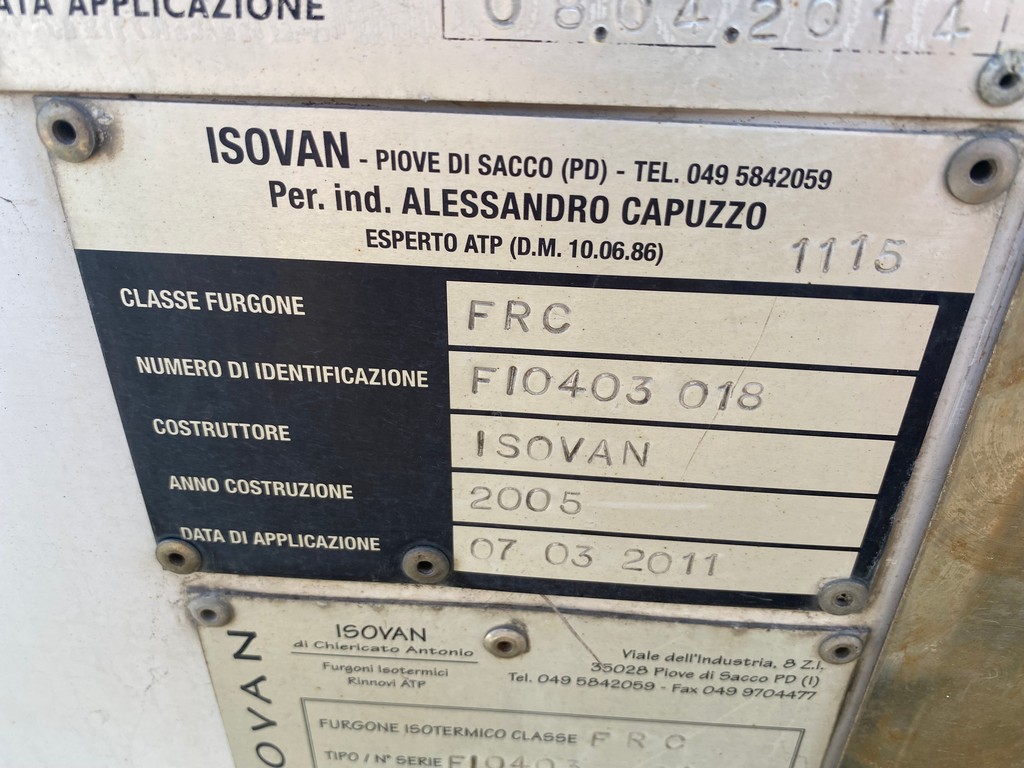 DATA APPLICAZIONE 08.04.2014
ISOVAN - PIOVE DI SACCO (PD) - TEL. 049 5842059
Per. ind. ALESSANDRO CAPUZZO
ESPERTO ATP (D.M. 10.06.86) 1115
CLASSE FURGONE FRC
NUMERO DI IDENTIFICAZIONE FI0403 018
COSTRUTTORE ISOVAN
ANNO COSTRUZIONE 2005
DATA DI APPLICAZIONE 07 03 2011
ISOVAN
di Chiericato Antonio
Furgoni Isotermici
Rinnovi ATP
Viale dell'Industria, 8 Z.I.
35028 Piove di Sacco PD (I)
Tel. 049 5842059 - Fax 049 9704477
OVAN
FURGONE ISOTERMICO CLASSE FRC
TIPO / N° SERIE FI0403